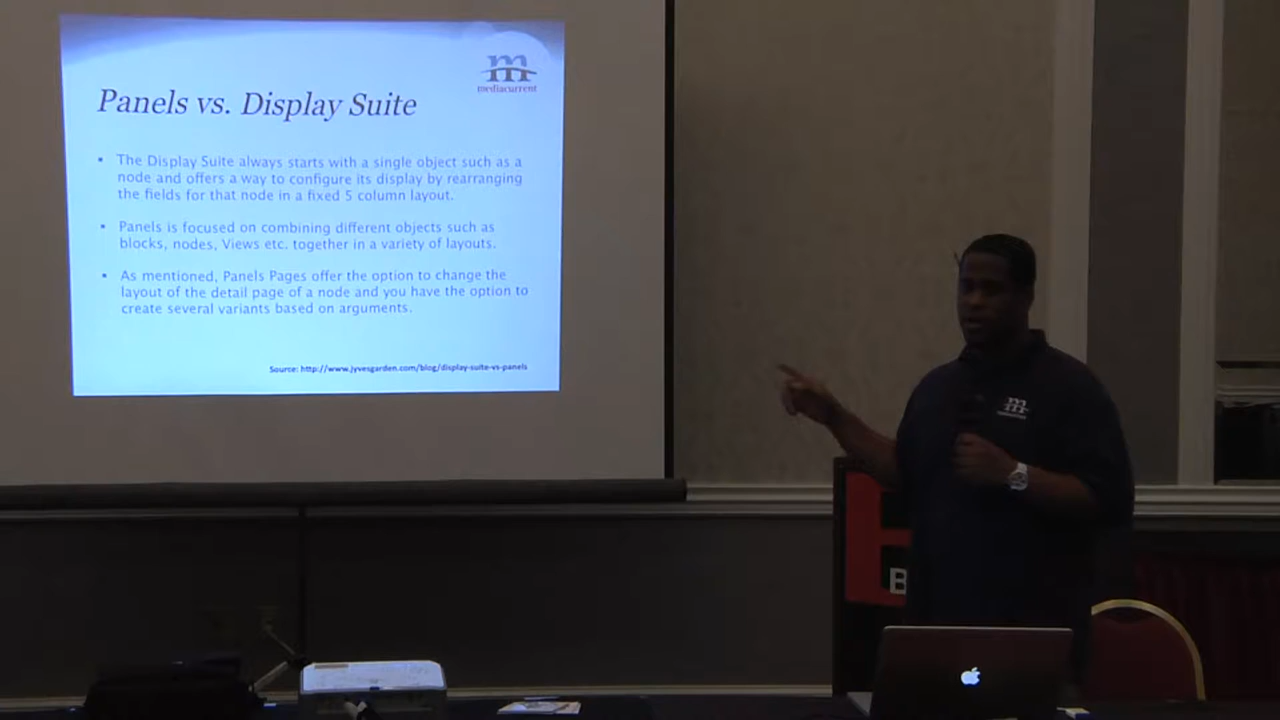 m
mediacurrent
Panels vs. Display Suite
▪ The Display Suite always starts with a single object such as a
node and offers a way to configure its display by rearranging
the fields for that node in a fixed 5 column layout.
▪ Panels is focused on combining different objects such as
blocks, nodes, Views etc. together in a variety of layouts.
▪ As mentioned, Panels Pages offer the option to change the
layout of the detail page of a node and you have the option to
create several variants based on arguments.
Source: http://www.jyvesgarden.com/blog/display-suite-vs-panels
m
B